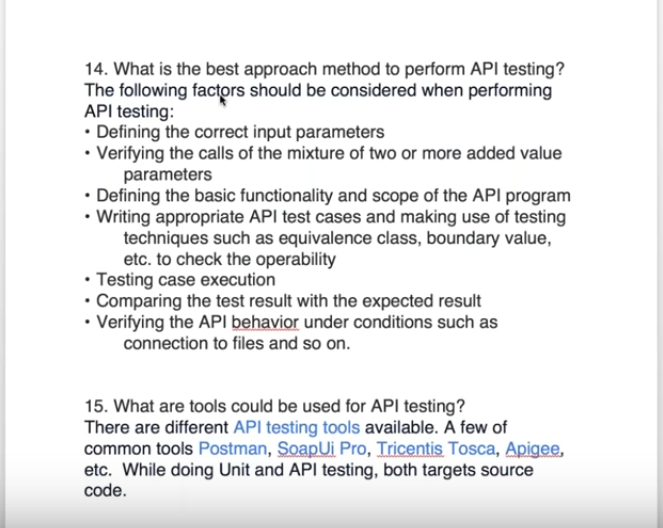 14. What is the best approach method to perform API testing?
The following factors should be considered when performing
API testing:
• Defining the correct input parameters
• Verifying the calls of the mixture of two or more added value
parameters
• Defining the basic functionality and scope of the API program
• Writing appropriate API test cases and making use of testing
techniques such as equivalence class, boundary value,
etc. to check the operability
• Testing case execution
• Comparing the test result with the expected result
• Verifying the API behavior under conditions such as
connection to files and so on.
15. What are tools could be used for API testing?
There are different API testing tools available. A few of
common tools Postman, SoapUi Pro, Tricentis Tosca, Apigee,
etc.  While doing Unit and API testing, both targets source
code.